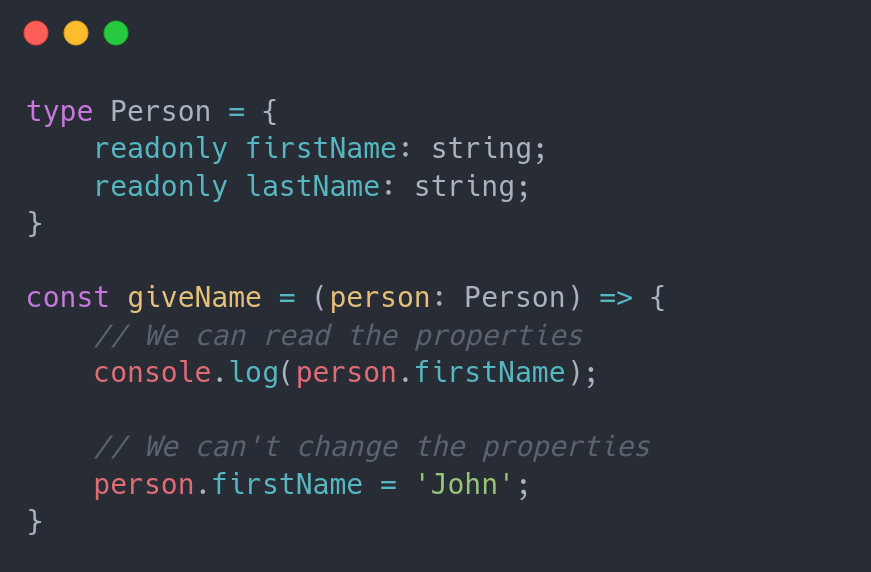 type Person = {
    readonly firstName: string;
    readonly lastName: string;
}

const giveName = (person: Person) => {
    // We can read the properties
    console.log(person.firstName);

    // We can't change the properties
    person.firstName = 'John';
}